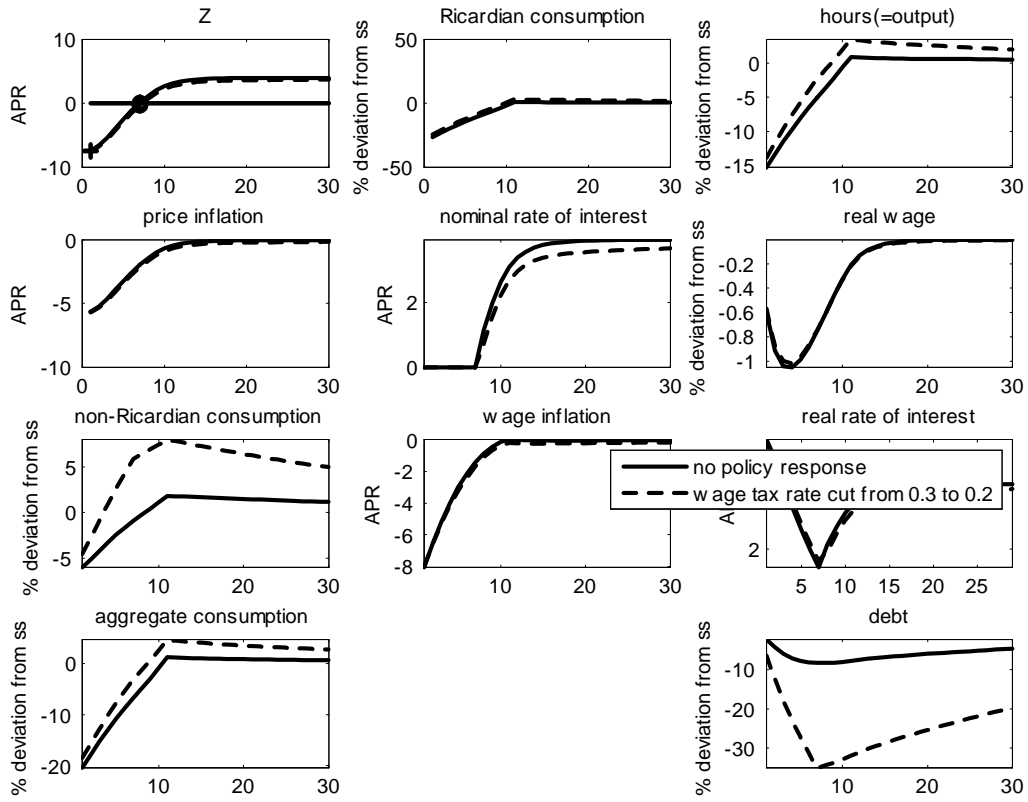 Z
APR
10
0
-10
0 10 20 30
Ricardian consumption
% deviation from ss
50
0
-50
0 10 20 30
hours(=output)
% deviation from ss
0
-5
-10
-15
0 10 20 30
price inflation
APR
0
-5
-10
0 10 20 30
nominal rate of interest
APR
2
0
10 20 30
real wage
% deviation from ss
-0.2
-0.4
-0.6
-0.8
-1
10 20 30
non-Ricardian consumption
% deviation from ss
5
0
-5
10 20 30
wage inflation
APR
0
-2
-4
-6
-8
10 20 30
real rate of interest
2
5 10 15 20 25
no policy response
wage tax rate cut from 0.3 to 0.2
aggregate consumption
% deviation from ss
0
-10
-20
10 20 30
debt
% deviation from ss
-10
-20
-30
10 20 30